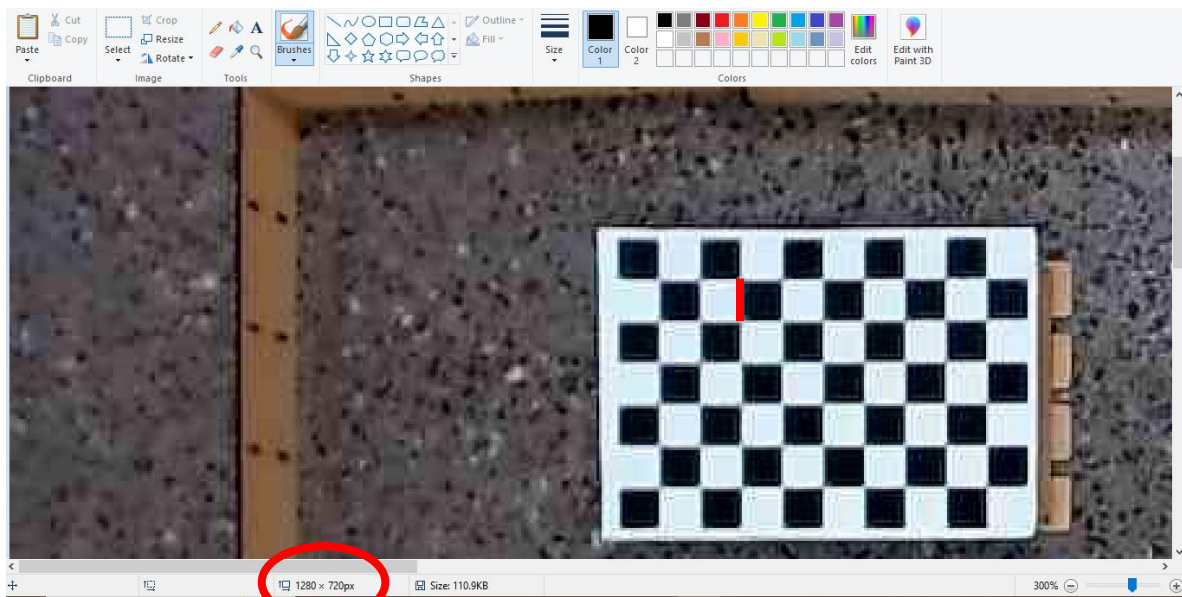 Paste
Cut
Copy
Clipboard
Select
Crop
Resize
Rotate
Image
A
Tools
Brushes
Outline
Fill
Shapes
Size
Color 1
Color 2
Edit colors
Colors
Edit with Paint 3D
1280 × 720px
Size: 110.9KB
300%